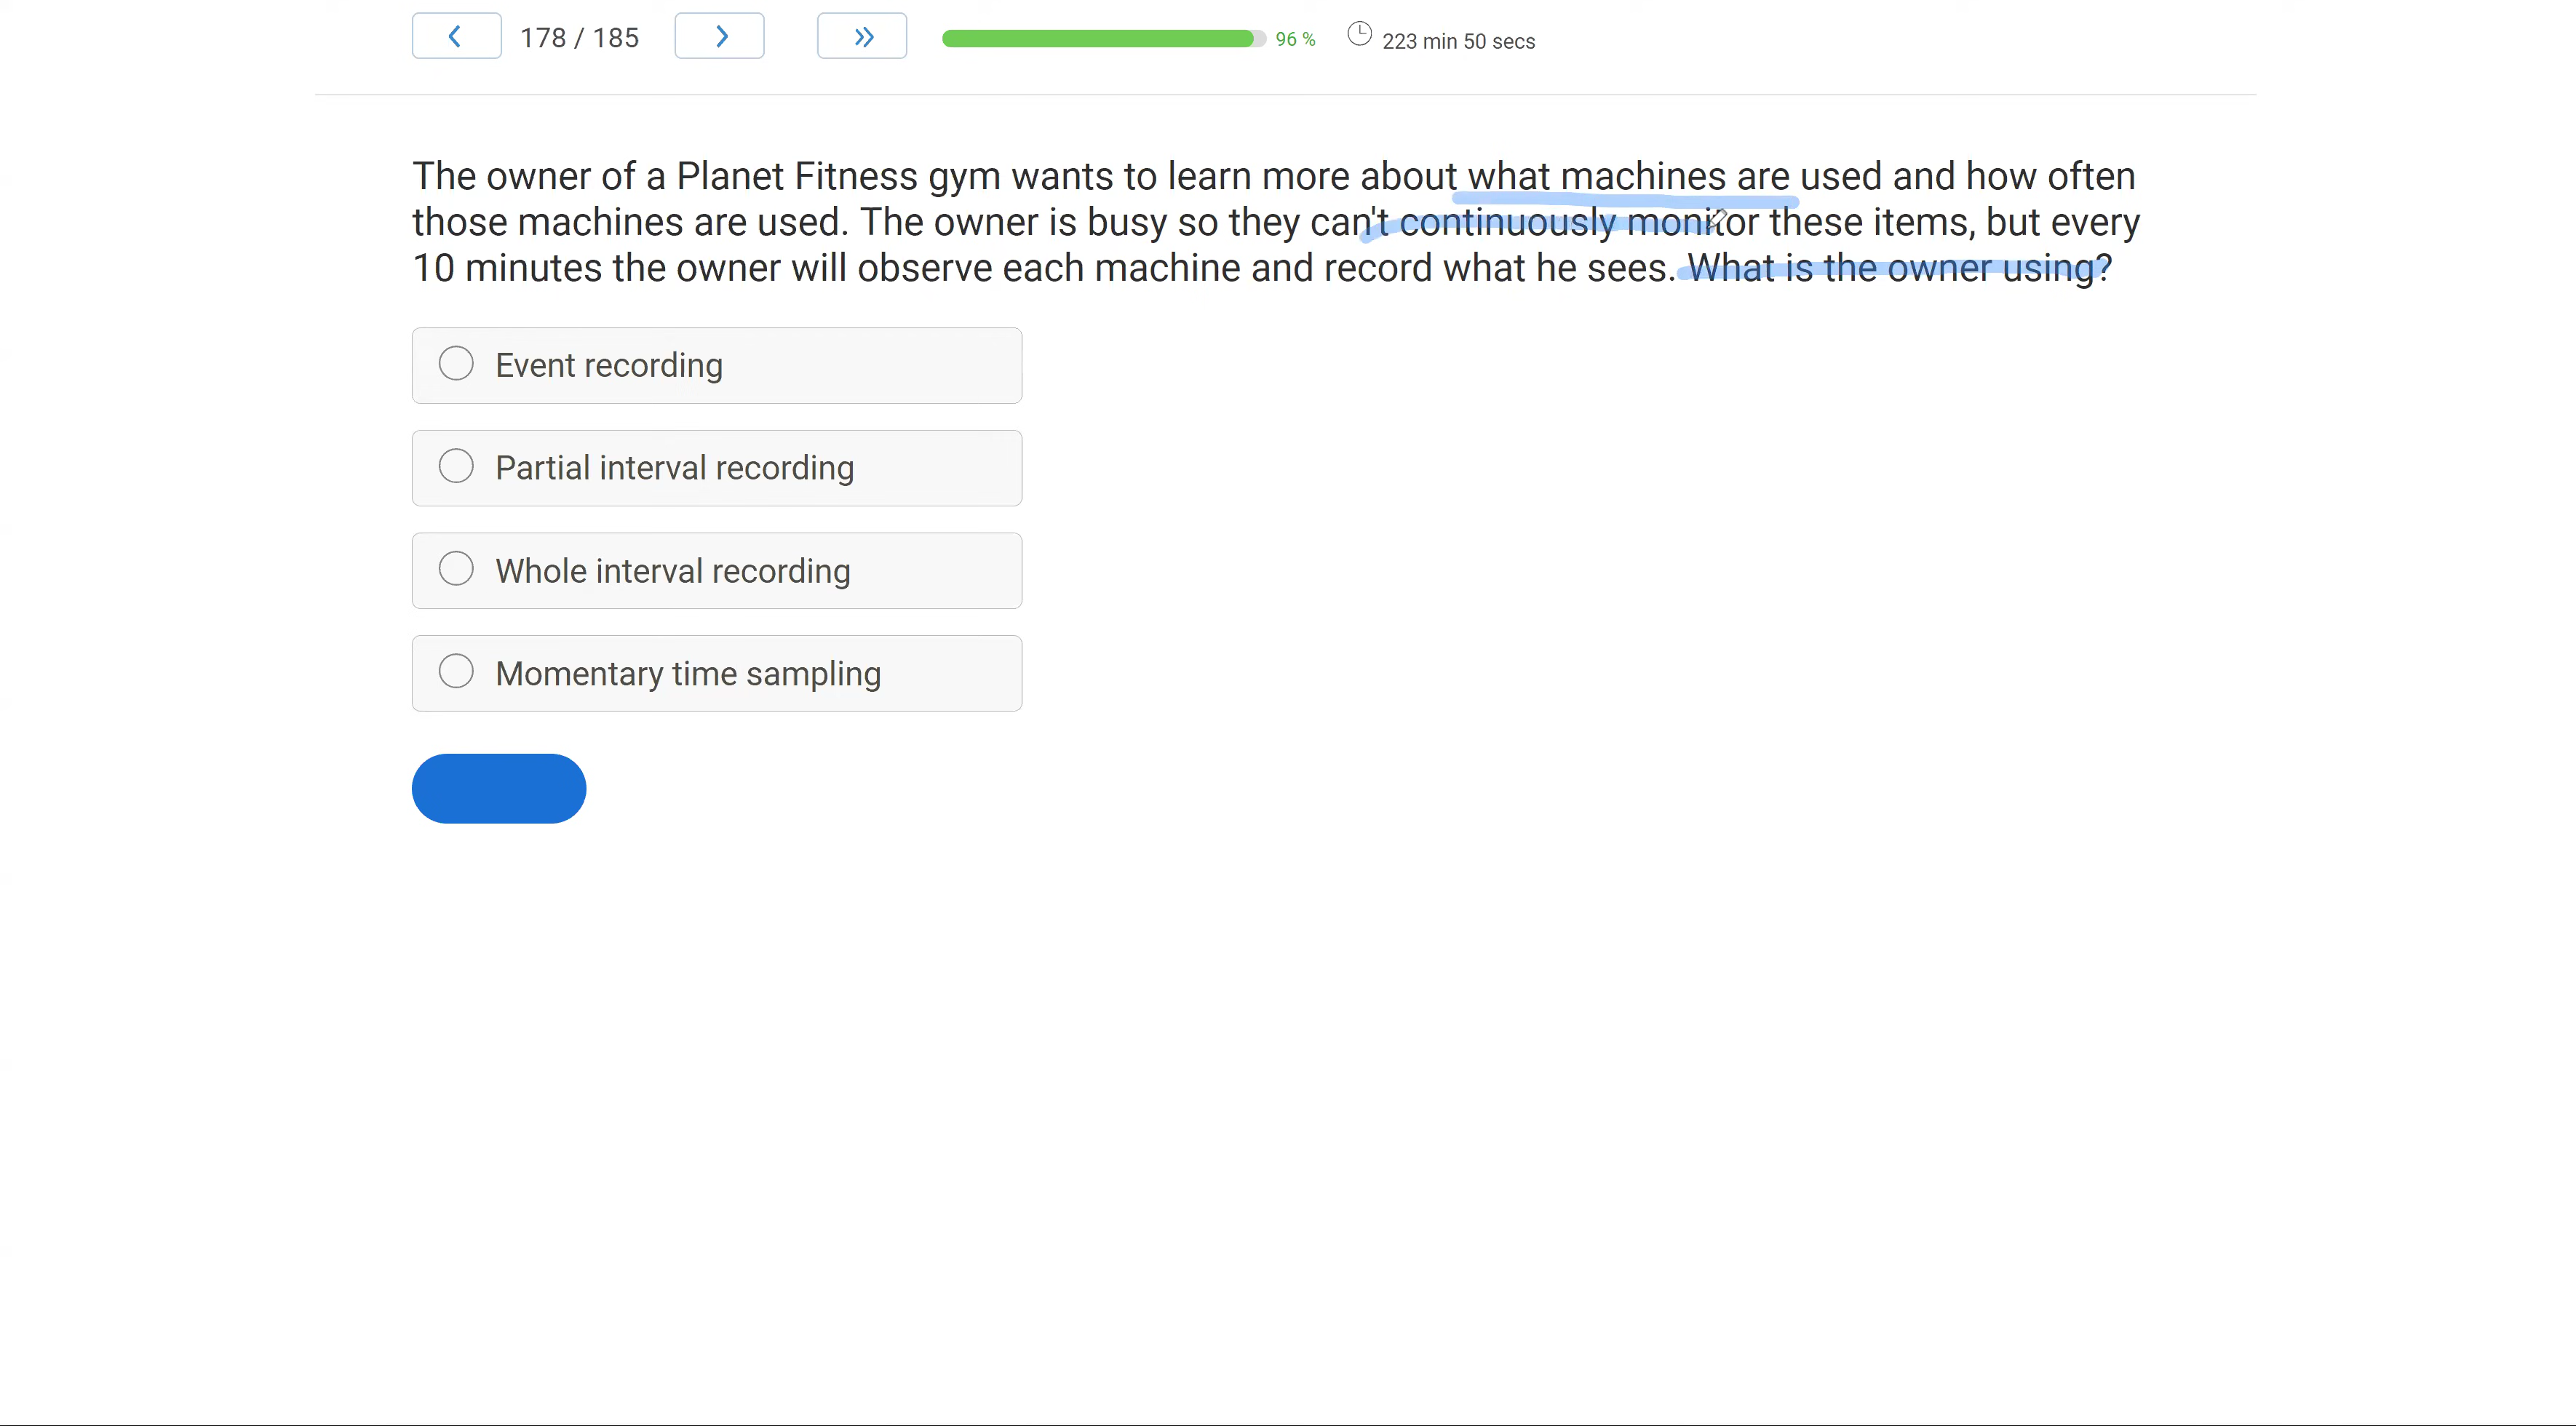 178 / 185
96 %
223 min 50 secs
The owner of a Planet Fitness gym wants to learn more about what machines are used and how often
those machines are used. The owner is busy so they can't continuously monitor these items, but every
10 minutes the owner will observe each machine and record what he sees. What is the owner using?
Event recording
Partial interval recording
Whole interval recording
Momentary time sampling